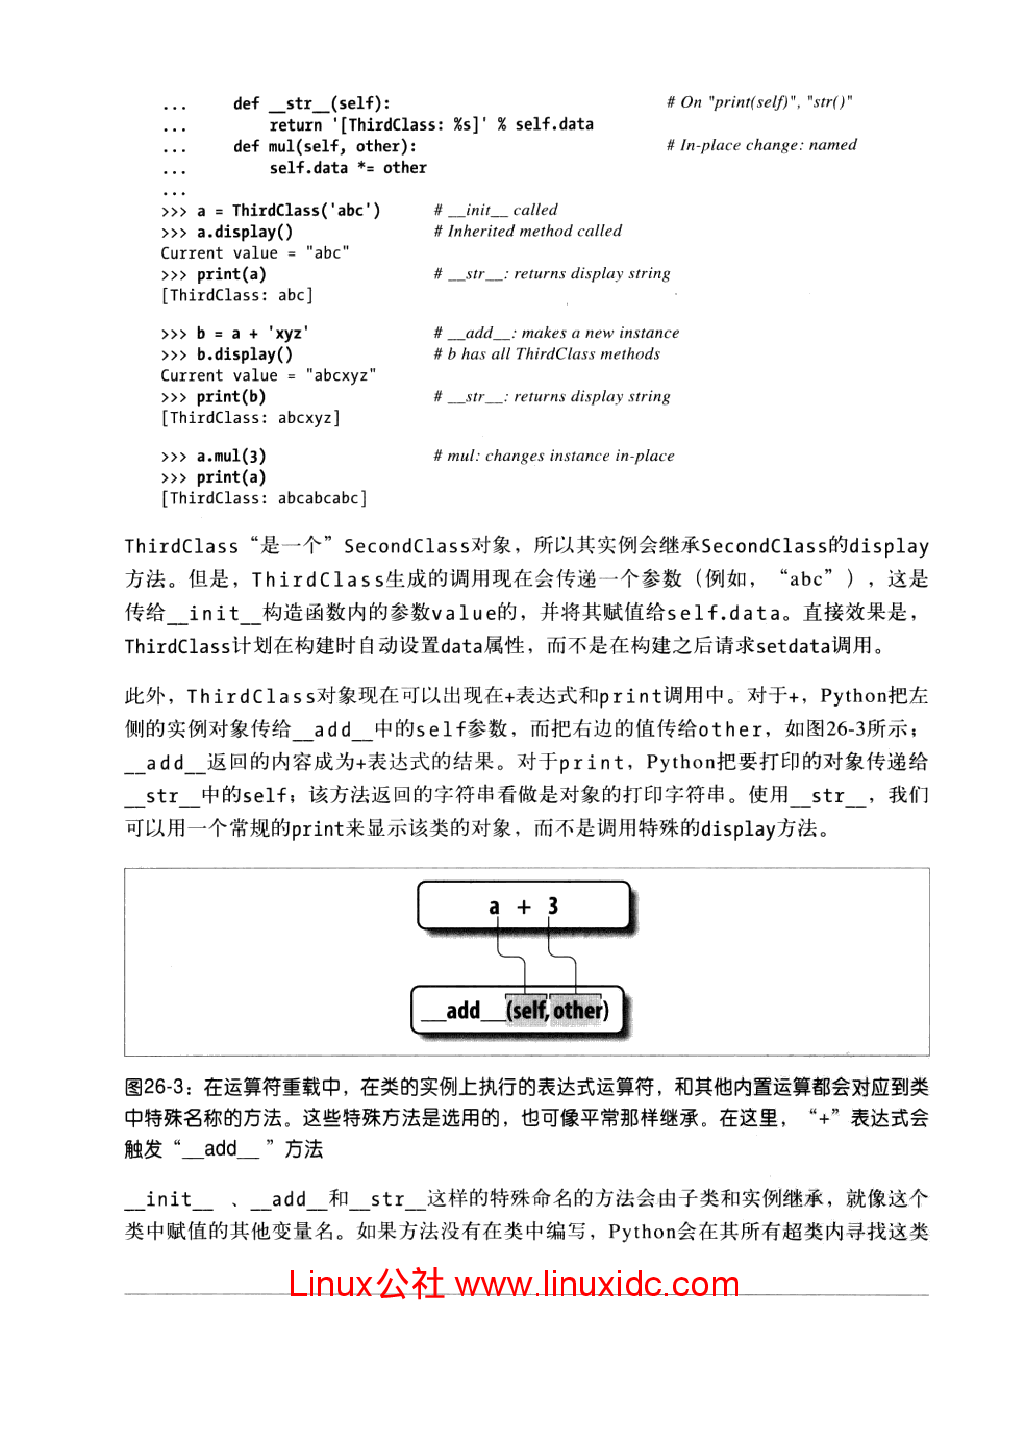 ...     def __str__(self):     # On "print(self)", "str()"
...         return '[ThirdClass: %s]' % self.data
...     def mul(self, other):     # In-place change: named
...         self.data *= other
...
>>> a = ThirdClass('abc')     # __init__ called
>>> a.display()     # Inherited method called
Current value = "abc"
>>> print(a)     # __str__: returns display string
[ThirdClass: abc]
>>> b = a + 'xyz'     # __add__: makes a new instance
>>> b.display()     # b has all ThirdClass methods
Current value = "abcxyz"
>>> print(b)     # __str__: returns display string
[ThirdClass: abcxyz]
>>> a.mul(3)     # mul: changes instance in-place
>>> print(a)
[ThirdClass: abcabcabc]
ThirdClass“是一个”SecondClass对象，所以其实例会继承SecondClass的display
方法。但是，ThirdClass生成的调用现在会传递一个参数（例如，“abc”），这是
传给__init__构造函数内的参数value的，并将其赋值给self.data。直接效果是，
ThirdClass计划在构建时自动设置data属性，而不是在构建之后请求setdata调用。
此外，ThirdClass对象现在可以出现在+表达式和print调用中。对于+，Python把左
侧的实例对象传给__add__中的self参数，而把右边的值传给other，如图26-3所示；
__add__返回的内容成为+表达式的结果。对于print，Python把要打印的对象传递给
__str__中的self；该方法返回的字符串看做是对象的打印字符串。使用__str__，我们
可以用一个常规的print来显示该类的对象，而不是调用特殊的display方法。
a + 3
__add__(self, other)
图26-3：在运算符重载中，在类的实例上执行的表达式运算符，和其他内置运算都会对应到类
中特殊名称的方法。这些特殊方法是选用的，也可像平常那样继承。在这里，“+”表达式会
触发“__add__ ”方法
__init__ 、__add__和__str__这样的特殊命名的方法会由子类和实例继承，就像这个
类中赋值的其他变量名。如果方法没有在类中编写，Python会在其所有超类内寻找这类
Linux公社 www.linuxidc.com